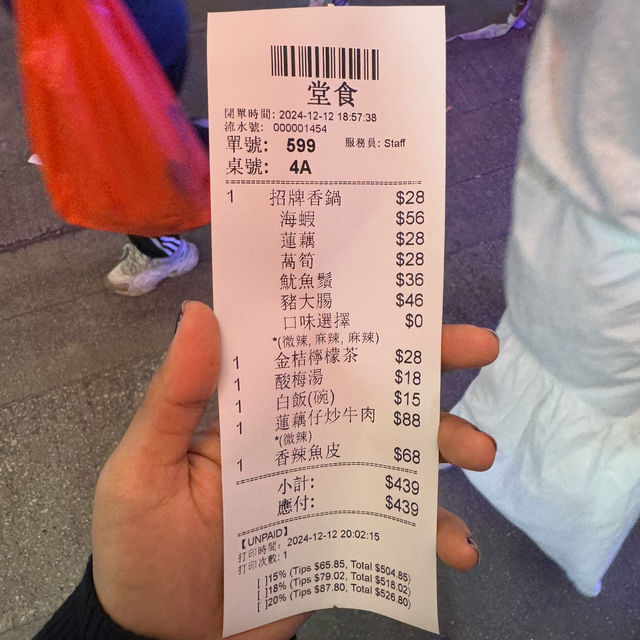 堂食
開單時間: 2024-12-12 18:57:38
流水號: 000001454
單號: 599 服務員: Staff
桌號: 4A
1 招牌香鍋 $28
海蝦 $56
蓮藕 $28
萵筍 $28
魷魚鬚 $36
豬大腸 $46
口味選擇 $0
*(微辣, 麻辣, 麻辣)
1 金桔檸檬茶 $28
1 酸梅湯 $18
1 白飯(碗) $15
1 蓮藕仔炒牛肉 $88
*(微辣)
1 香辣魚皮 $68
小計: $439
應付: $439
【UNPAID】
打印時間: 2024-12-12 20:02:15
打印次數: 1
[ ]15% (Tips $65.85, Total $504.85)
[ ]18% (Tips $79.02, Total $518.02)
[ ]20% (Tips $87.80, Total $526.80)